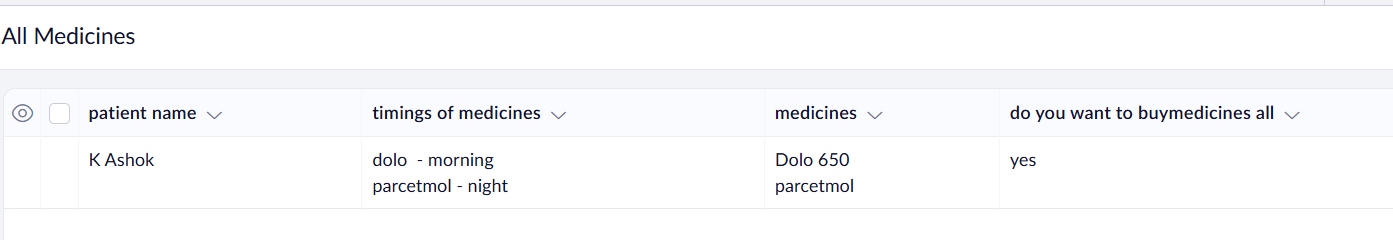 All Medicines
patient name
timings of medicines
medicines
do you want to buymedicines all
K Ashok
dolo - morning
parcetmol - night
Dolo 650
parcetmol
yes